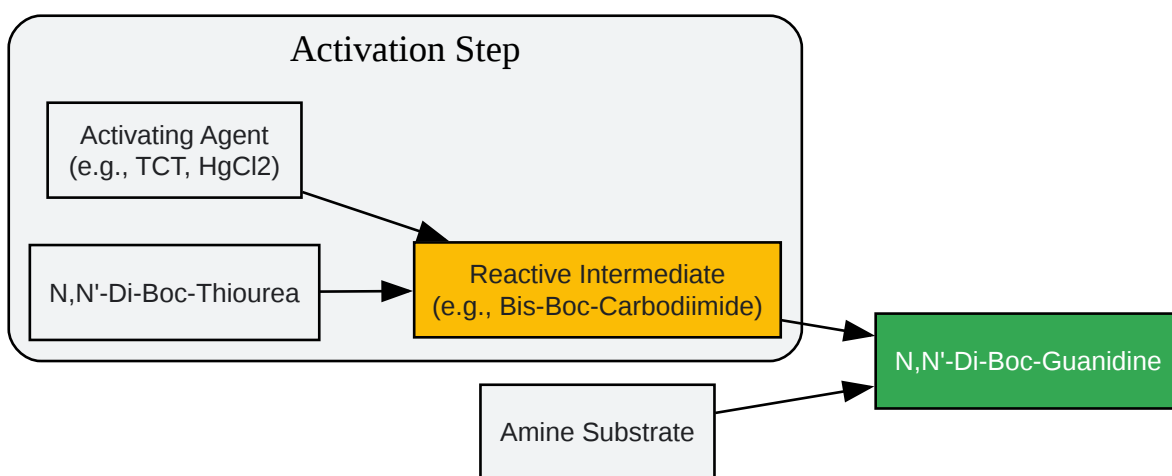 Activation Step
Activating Agent
(e.g., TCT, HgCl2)
N,N'-Di-Boc-Thiourea
Reactive Intermediate
(e.g., Bis-Boc-Carbodiimide)
N,N'-Di-Boc-Guanidine
Amine Substrate